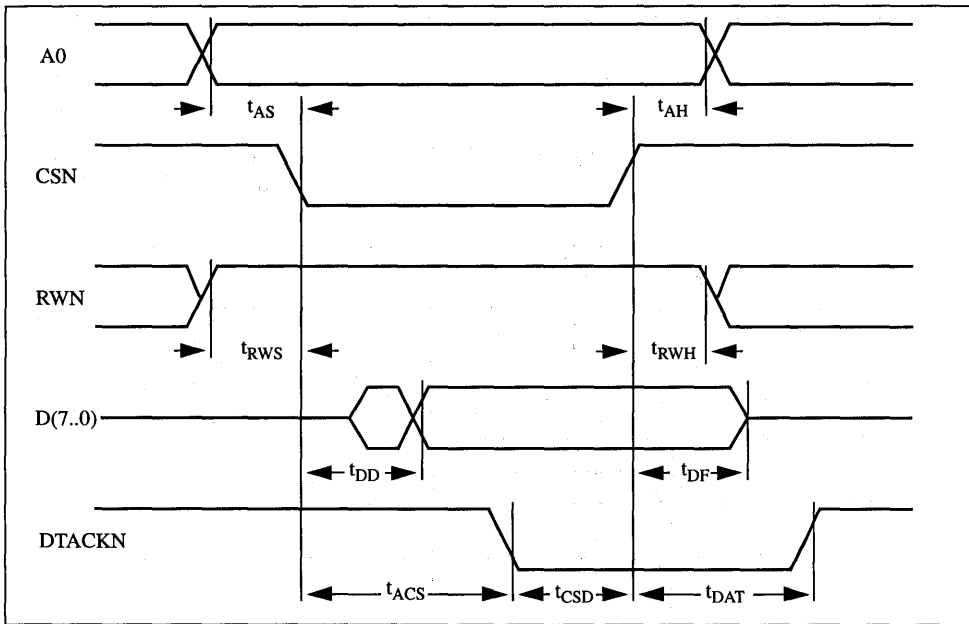 A0
tAS
tAH
CSN
RWN
tRWS
tRWH
D(7..0)
tDD
tDF
DTACKN
tACS
tCSD
tDAT